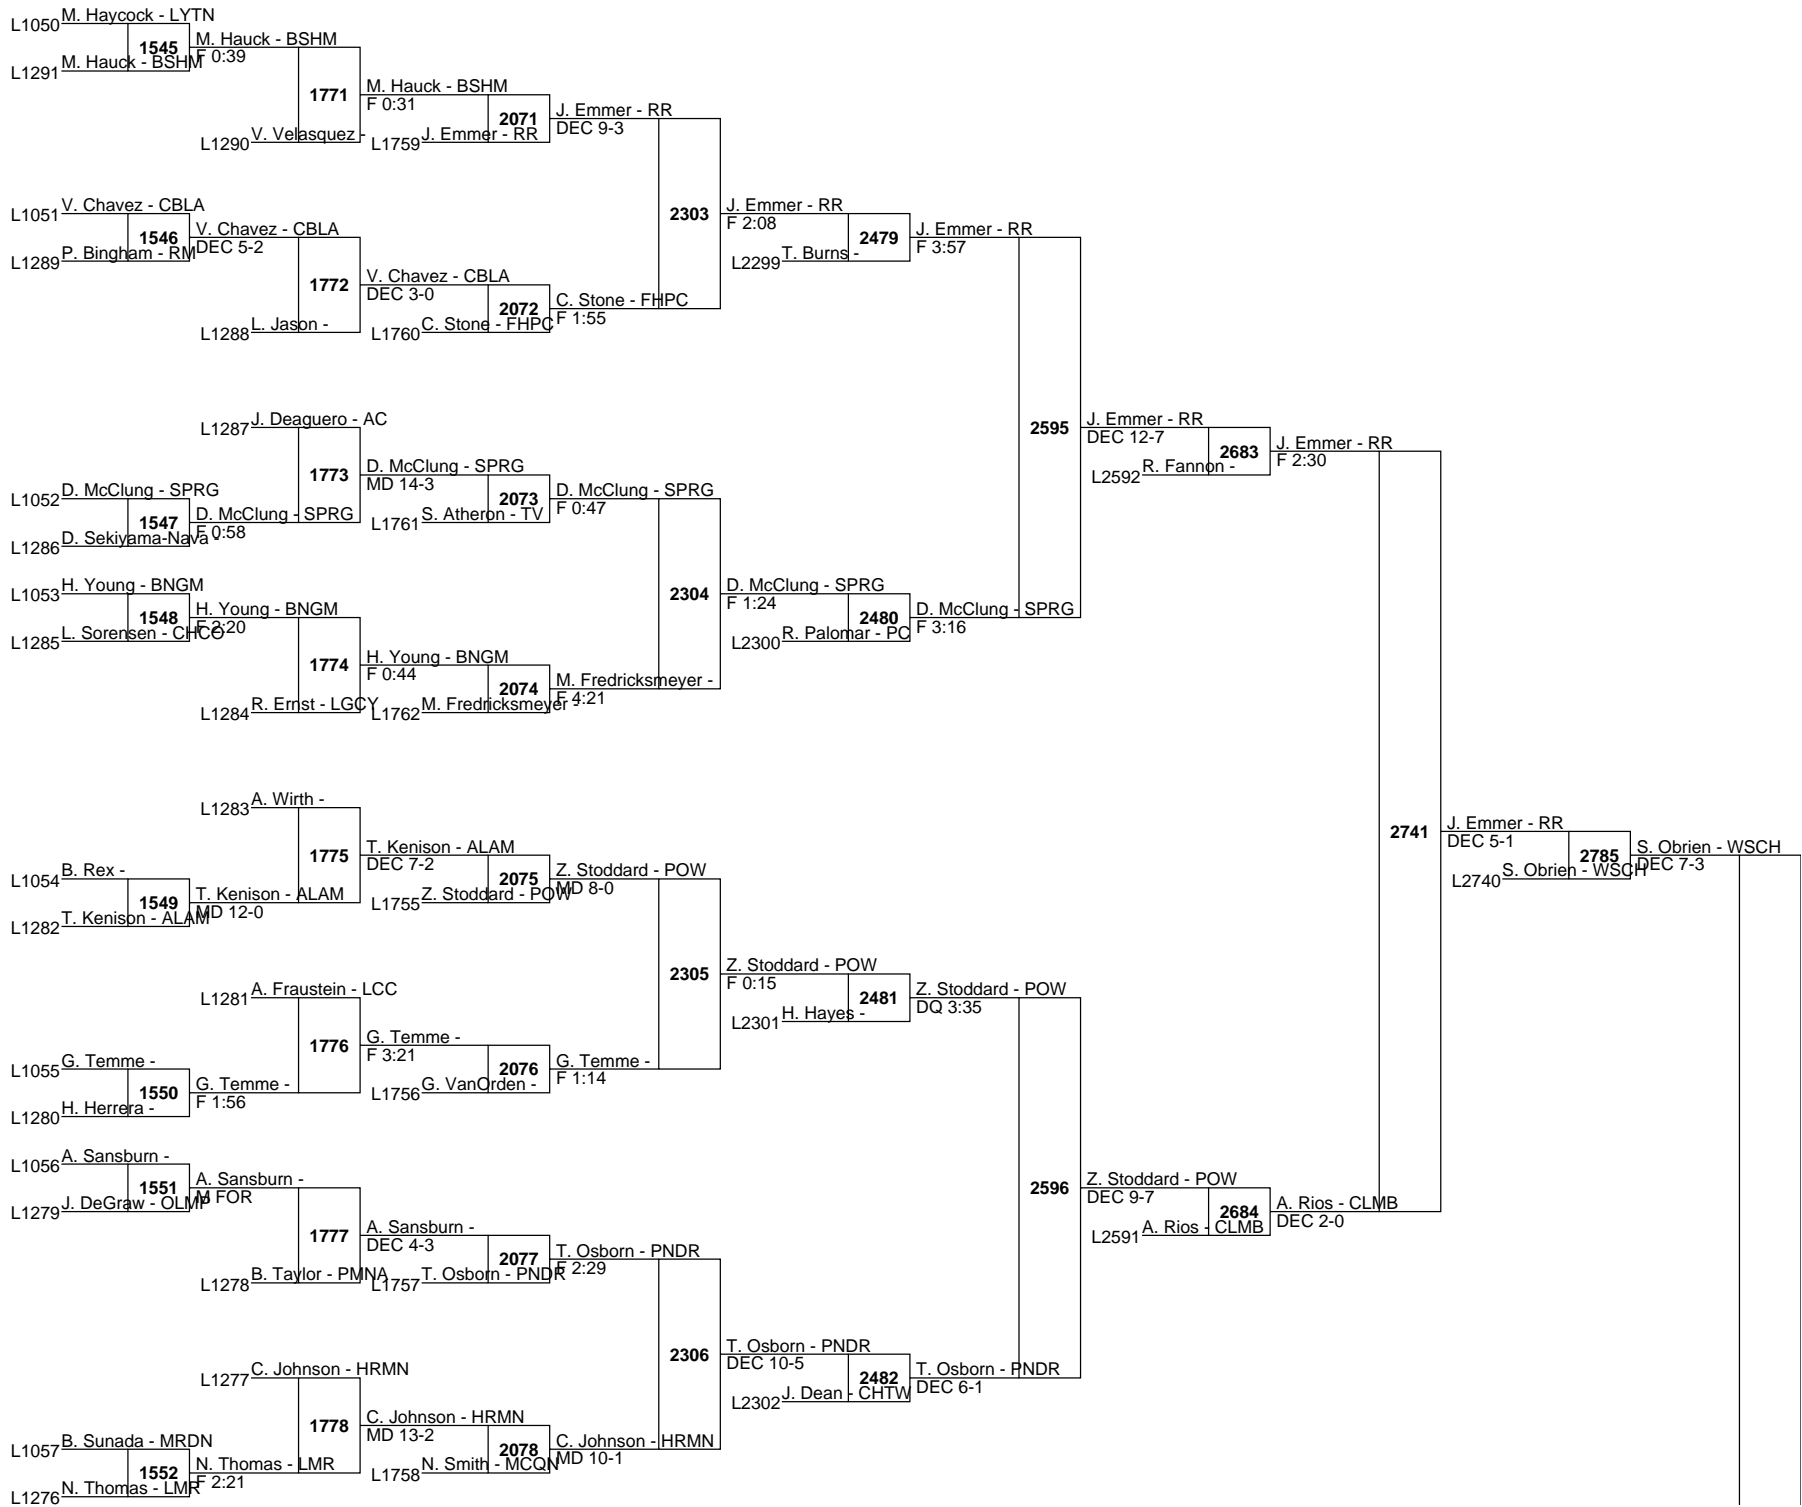 L1050 M. Haycock - LYTN
1545 M. Hauck - BSHM
F 0:39
L1291 M. Hauck - BSHM
1771 M. Hauck - BSHM
F 0:31
2071 J. Emmer - RR
DEC 9-3
L1290 V. Velasquez -
L1759 J. Emmer - RR
L1051 V. Chavez - CBLA
1546 V. Chavez - CBLA
DEC 5-2
L1289 P. Bingham - RM
2303 J. Emmer - RR
F 2:08
2479 J. Emmer - RR
F 3:57
L2299 T. Burns -
1772 V. Chavez - CBLA
DEC 3-0
2072 C. Stone - FHPC
F 1:55
L1288 L. Jason -
L1760 C. Stone - FHPC
L1287 J. Deaguero - AC
2595 J. Emmer - RR
DEC 12-7
2683 J. Emmer - RR
F 2:30
L2592 R. Fannon -
1773 D. McClung - SPRG
MD 14-3
2073 D. McClung - SPRG
F 0:47
L1052 D. McClung - SPRG
1547 D. McClung - SPRG
F 0:58
L1761 S. Atheron - TV
L1286 D. Sekiyama-Nava -
L1053 H. Young - BNGM
1548 H. Young - BNGM
F 2:20
L1285 L. Sorensen - CHCO
2304 D. McClung - SPRG
F 1:24
2480 D. McClung - SPRG
F 3:16
L2300 R. Palomar - PC
1774 H. Young - BNGM
F 0:44
2074 M. Fredricksmeyer -
F 4:21
L1284 R. Ernst - LGCY
L1762 M. Fredricksmeyer -
L1283 A. Wirth -
2741 J. Emmer - RR
DEC 5-1
2785 S. Obrien - WSCH
DEC 7-3
L2740 S. Obrien - WSCH
1775 T. Kenison - ALAM
DEC 7-2
2075 Z. Stoddard - POW
MD 8-0
L1054 B. Rex -
1549 T. Kenison - ALAM
MD 12-0
L1755 Z. Stoddard - POW
L1282 T. Kenison - ALAM
2305 Z. Stoddard - POW
F 0:15
2481 Z. Stoddard - POW
DQ 3:35
L2301 H. Hayes -
L1281 A. Fraustein - LCC
1776 G. Temme -
F 3:21
2076 G. Temme -
F 1:14
L1055 G. Temme -
1550 G. Temme -
F 1:56
L1756 G. VanOrden -
L1280 H. Herrera -
L1056 A. Sansburn -
1551 A. Sansburn -
M FOR
L1279 J. DeGraw - OLMP
2596 Z. Stoddard - POW
DEC 9-7
2684 A. Rios - CLMB
DEC 2-0
L2591 A. Rios - CLMB
1777 A. Sansburn -
DEC 4-3
2077 T. Osborn - PNDR
F 2:29
L1278 B. Taylor - PMNA
L1757 T. Osborn - PNDR
2306 T. Osborn - PNDR
DEC 10-5
2482 T. Osborn - PNDR
DEC 6-1
L2302 J. Dean - CHTW
L1277 C. Johnson - HRMN
1778 C. Johnson - HRMN
MD 13-2
2078 C. Johnson - HRMN
MD 10-1
L1057 B. Sunada - MRDN
1552 N. Thomas - LMR
F 2:21
L1758 N. Smith - MCQN
L1276 N. Thomas - LMR